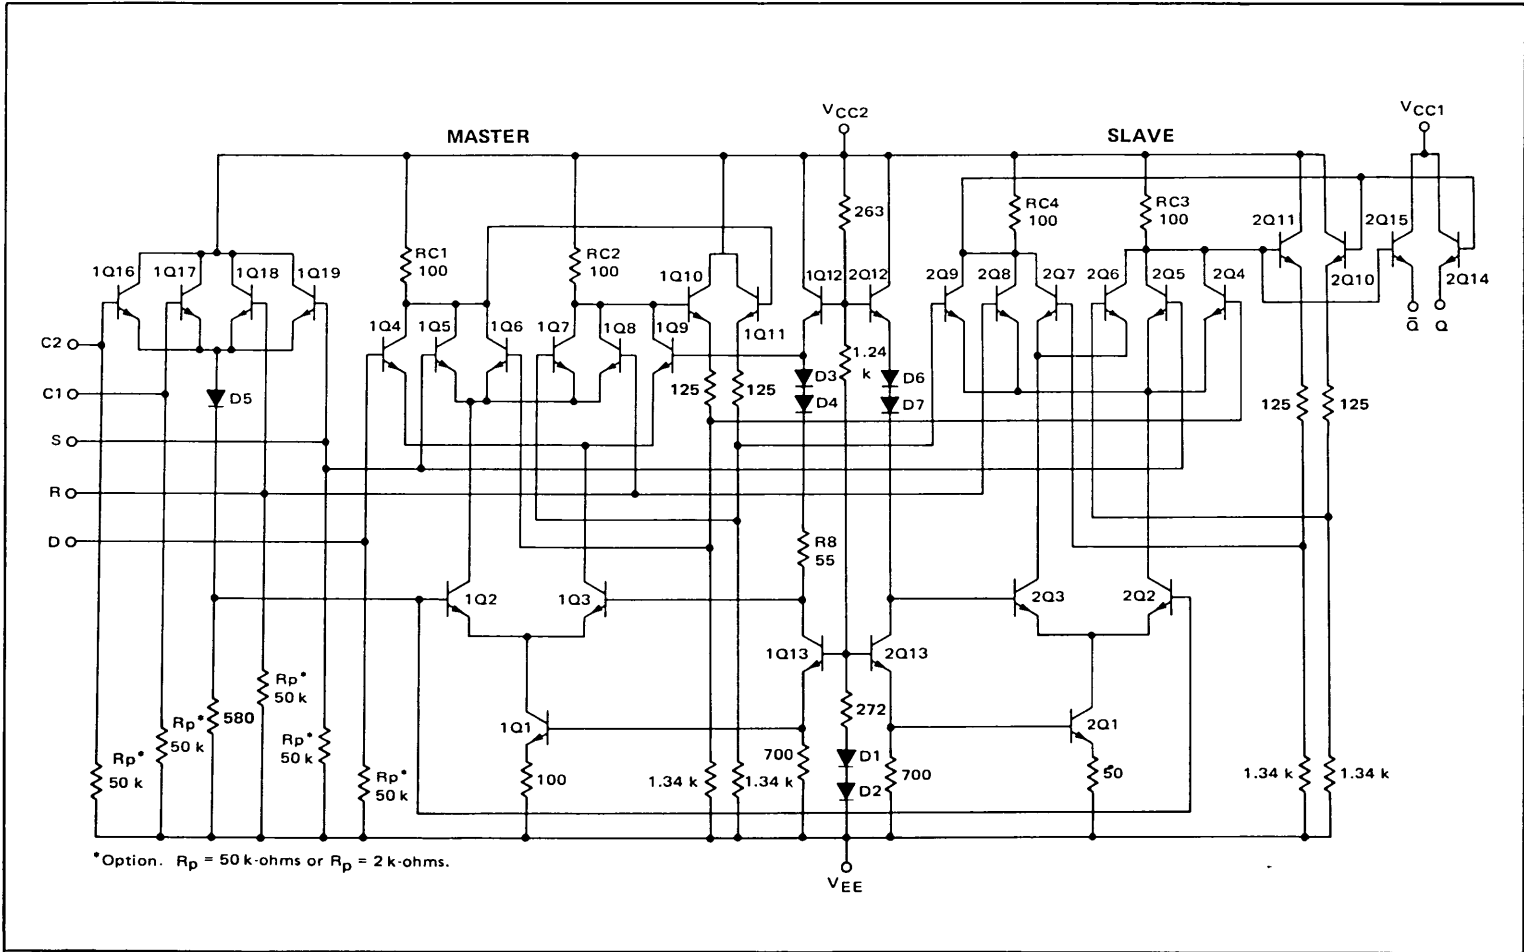 VCC2
VCC1
MASTER
SLAVE
263
RC1
100
RC2
100
RC4
100
RC3
100
1Q16
1Q17
1Q18
1Q19
1Q10
1Q12
2Q12
2Q9
2Q8
2Q7
2Q6
2Q5
2Q4
2Q11
2Q10
2Q15
2Q14
1Q4
1Q5
1Q6
1Q7
1Q8
1Q9
1Q11
Q̅
Q
C2
C1
S
R
D
D5
125
125
D3
D4
1.24
k
D6
D7
125
125
R8
55
1Q2
1Q3
2Q3
2Q2
1Q13
2Q13
Rp*
50 k
Rp*
50 k
580
Rp*
50 k
Rp*
50 k
Rp*
50 k
1Q1
100
1.34 k
1.34 k
700
272
D1
D2
700
2Q1
50
1.34 k
1.34 k
*Option. Rp = 50 k-ohms or Rp = 2 k-ohms.
VEE